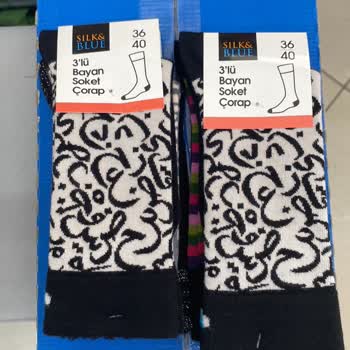 SILK&
BLUE
36
40
3'lü
Bayan
Soket
Çorap
SILK&
BLUE
36
40
3'lü
Bayan
Soket
Çorap